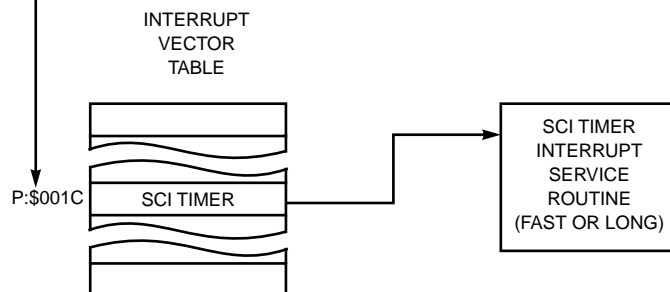 INTERRUPT
VECTOR
TABLE
P:$001C
SCI TIMER
SCI TIMER
INTERRUPT
SERVICE
ROUTINE
(FAST OR LONG)